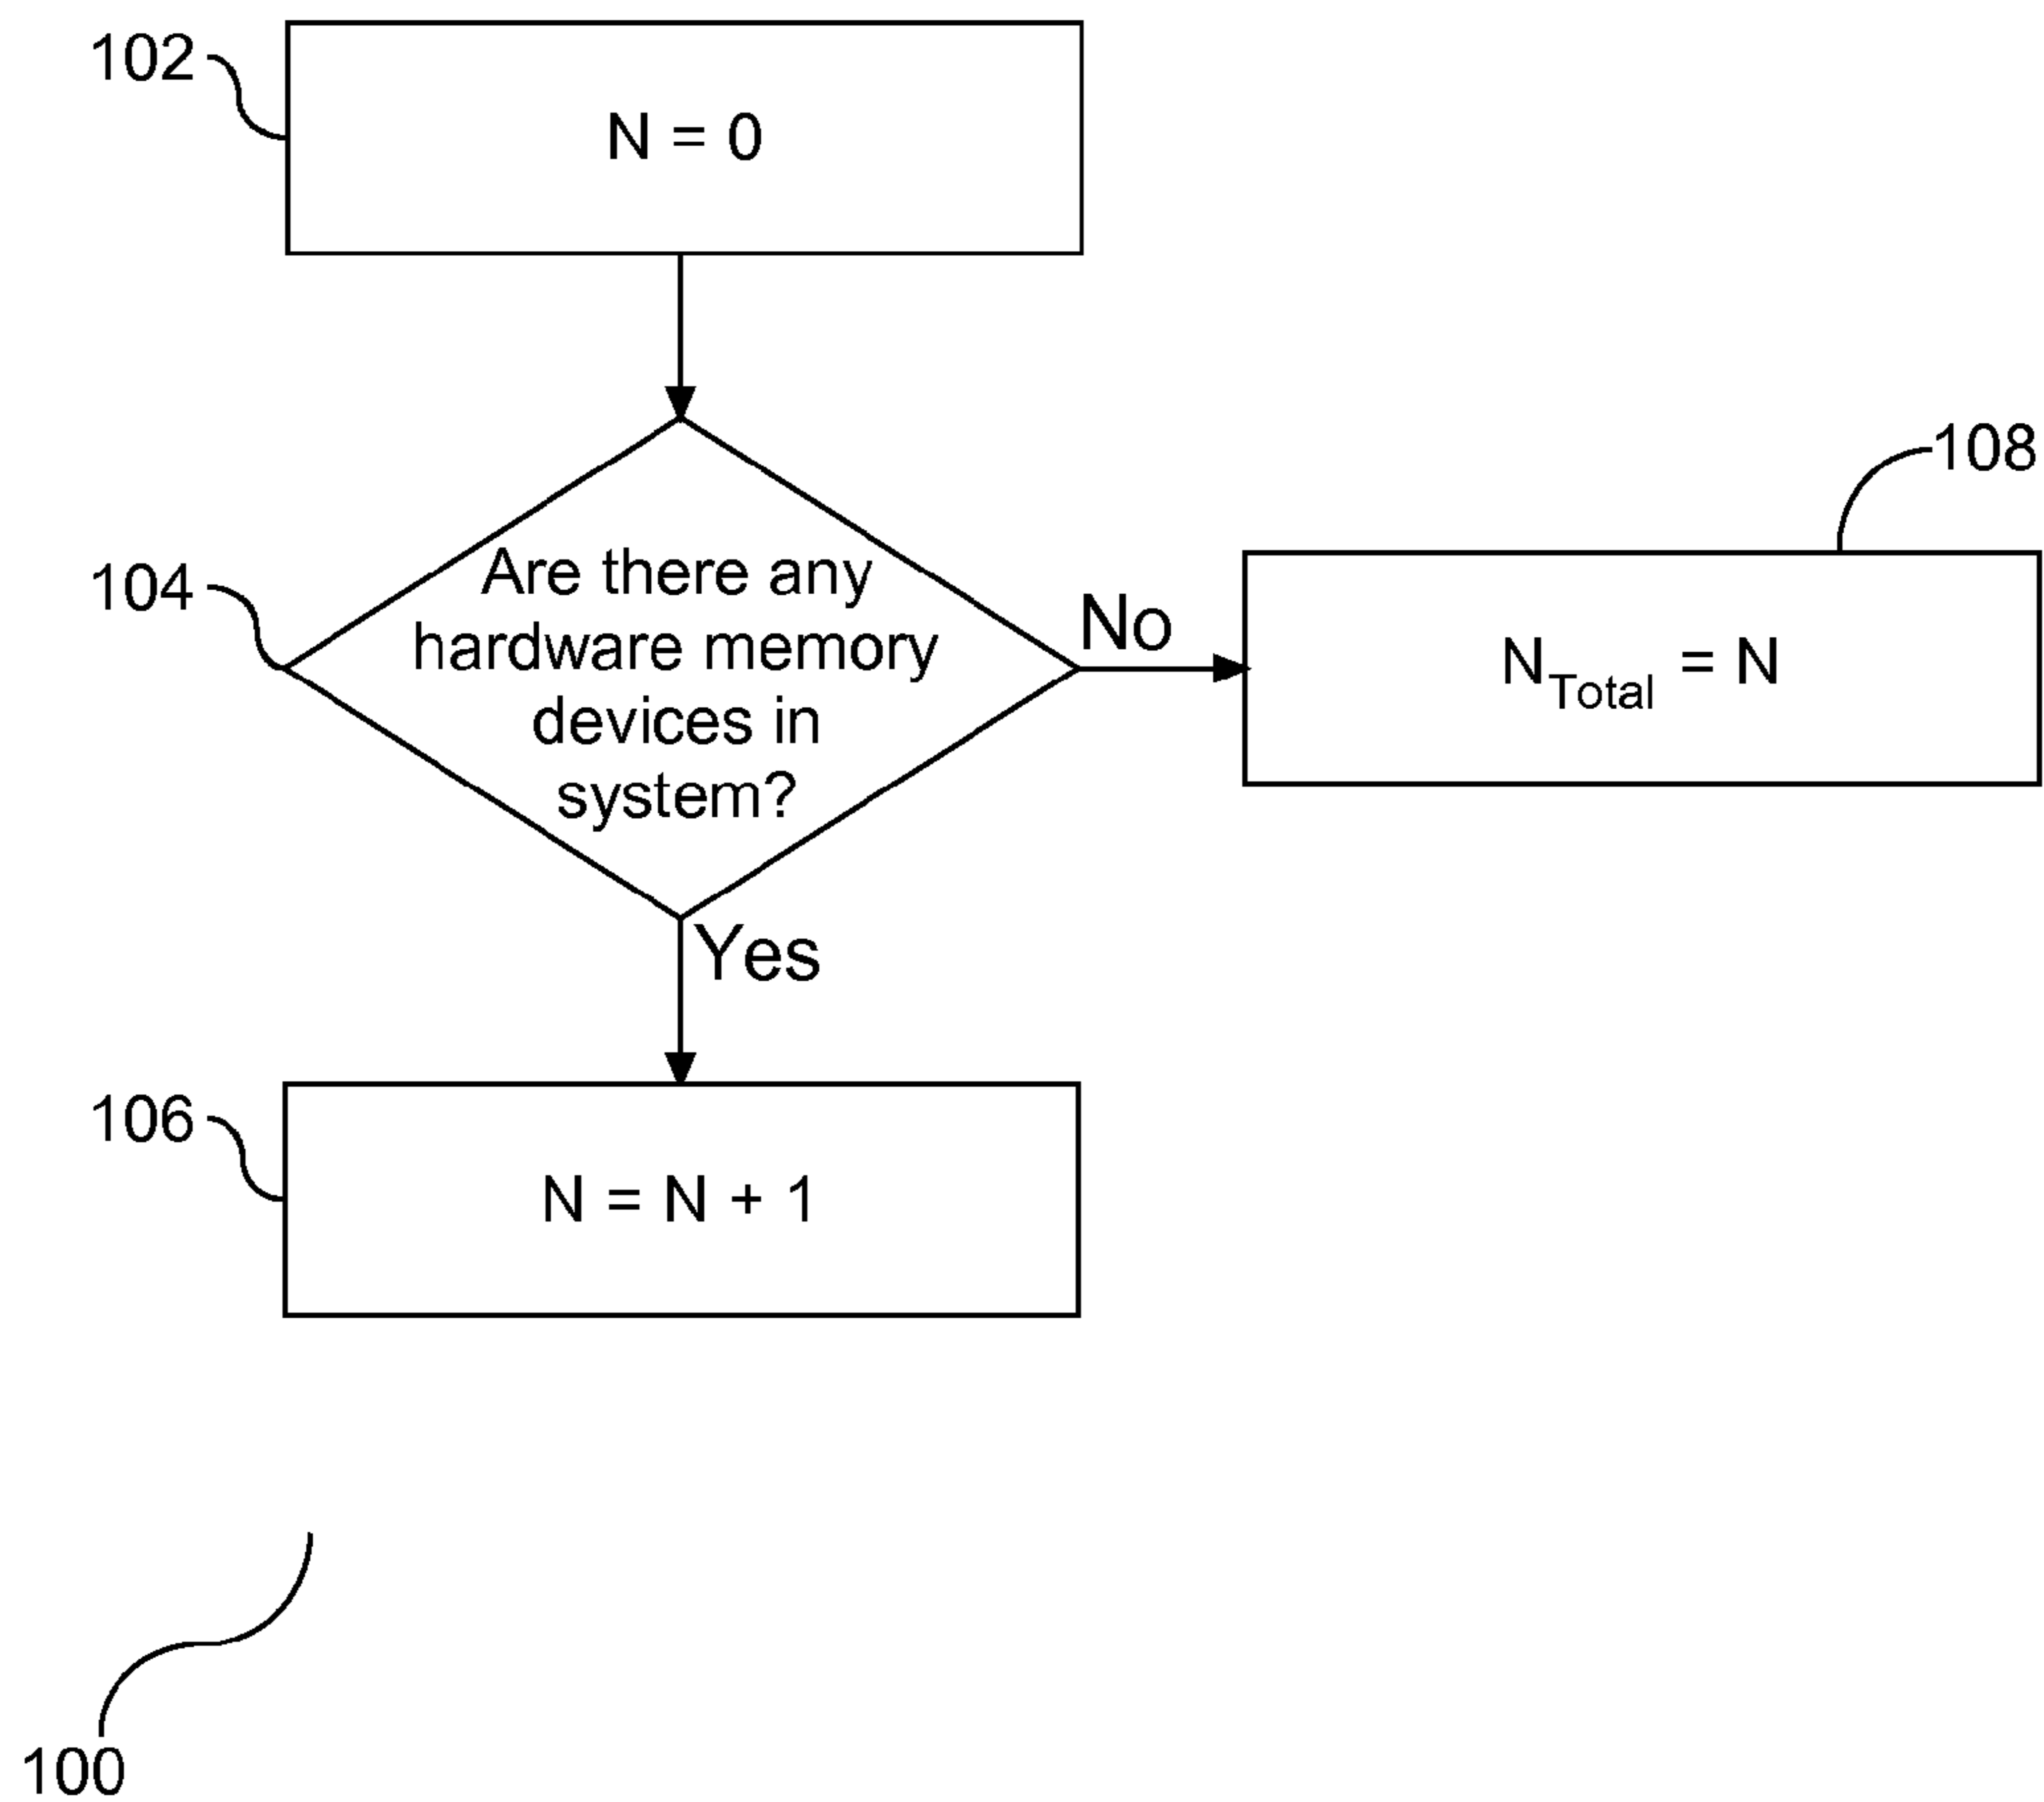 102
N = 0
108
104
Are there any
hardware memory
devices in
system?
No
N_Total = N
Yes
106
N = N + 1
100